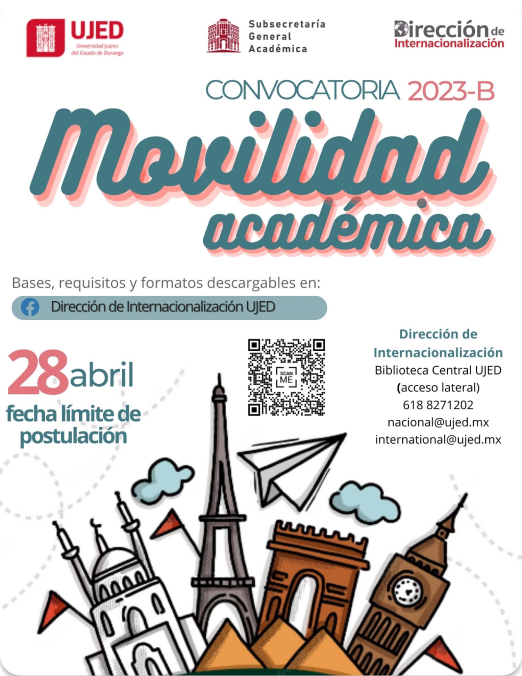 UJED
Universidad Juárez
del Estado de Durango
Subsecretaría
General
Académica
Dirección de
Internacionalización
CONVOCATORIA 2023-B
Movilidad
académica
Bases, requisitos y formatos descargables en:
Dirección de Internacionalización UJED
28 abril
fecha límite de
postulación
SCAN
ME
Dirección de
Internacionalización
Biblioteca Central UJED
(acceso lateral)
618 8271202
nacional@ujed.mx
international@ujed.mx